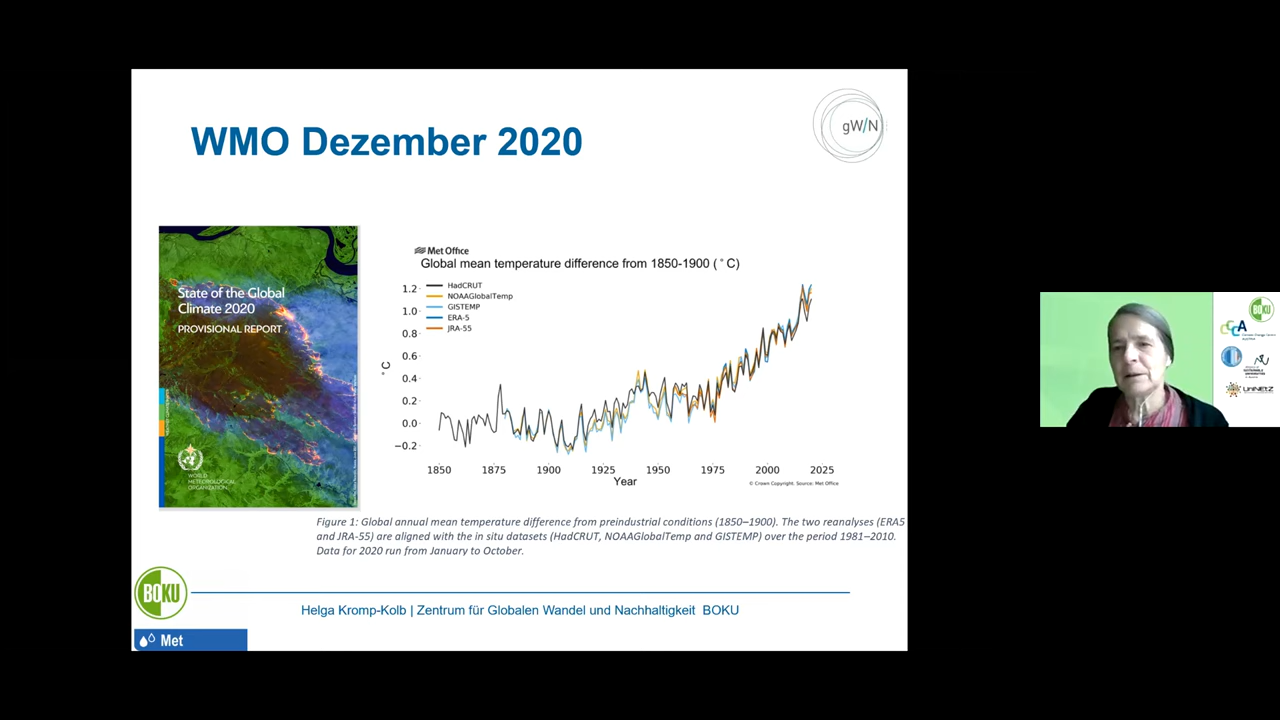 WMO Dezember 2020
gW/N
State of the Global
Climate 2020
PROVISIONAL REPORT
WORLD
METEOROLOGICAL
ORGANIZATION
Met Office
Global mean temperature difference from 1850-1900 (°C)
HadCRUT
NOAAGlobalTemp
GISTEMP
ERA-5
JRA-55
°C
1.2
1.0
0.8
0.6
0.4
0.2
0.0
−0.2
1850 1875 1900 1925 1950 1975 2000 2025
Year
© Crown Copyright. Source: Met Office
Figure 1: Global annual mean temperature difference from preindustrial conditions (1850–1900). The two reanalyses (ERA5
and JRA-55) are aligned with the in situ datasets (HadCRUT, NOAAGlobalTemp and GISTEMP) over the period 1981–2010.
Data for 2020 run from January to October.
BOKU
Helga Kromp-Kolb | Zentrum für Globalen Wandel und Nachhaltigkeit BOKU
Met
BOKU
CCCA
UniNEtZ